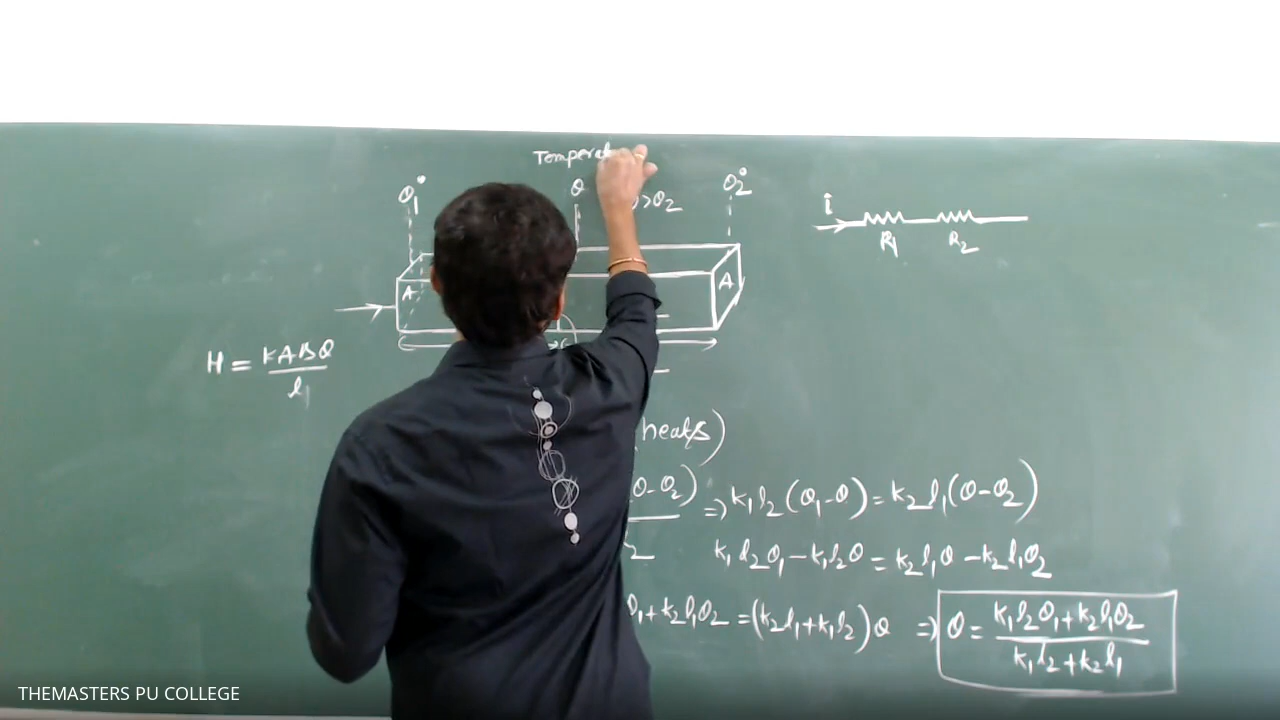 Temperat
θ₁° θ θ₂°
>θ₂
i
R₁ R₂
A A
H = KAΔθ / l₁
heats)
θ-θ₂) ⇒ k₁l₂(θ₁-θ) = k₂l₁(θ-θ₂)
2
k₁l₂θ₁ - k₁l₂θ = k₂l₁θ - k₂l₁θ₂
θ₁ + k₂l₁θ₂ = (k₂l₁ + k₁l₂)θ ⇒ θ = k₁l₂θ₁ + k₂l₁θ₂ / k₁l₂ + k₂l₁
THEMASTERS PU COLLEGE